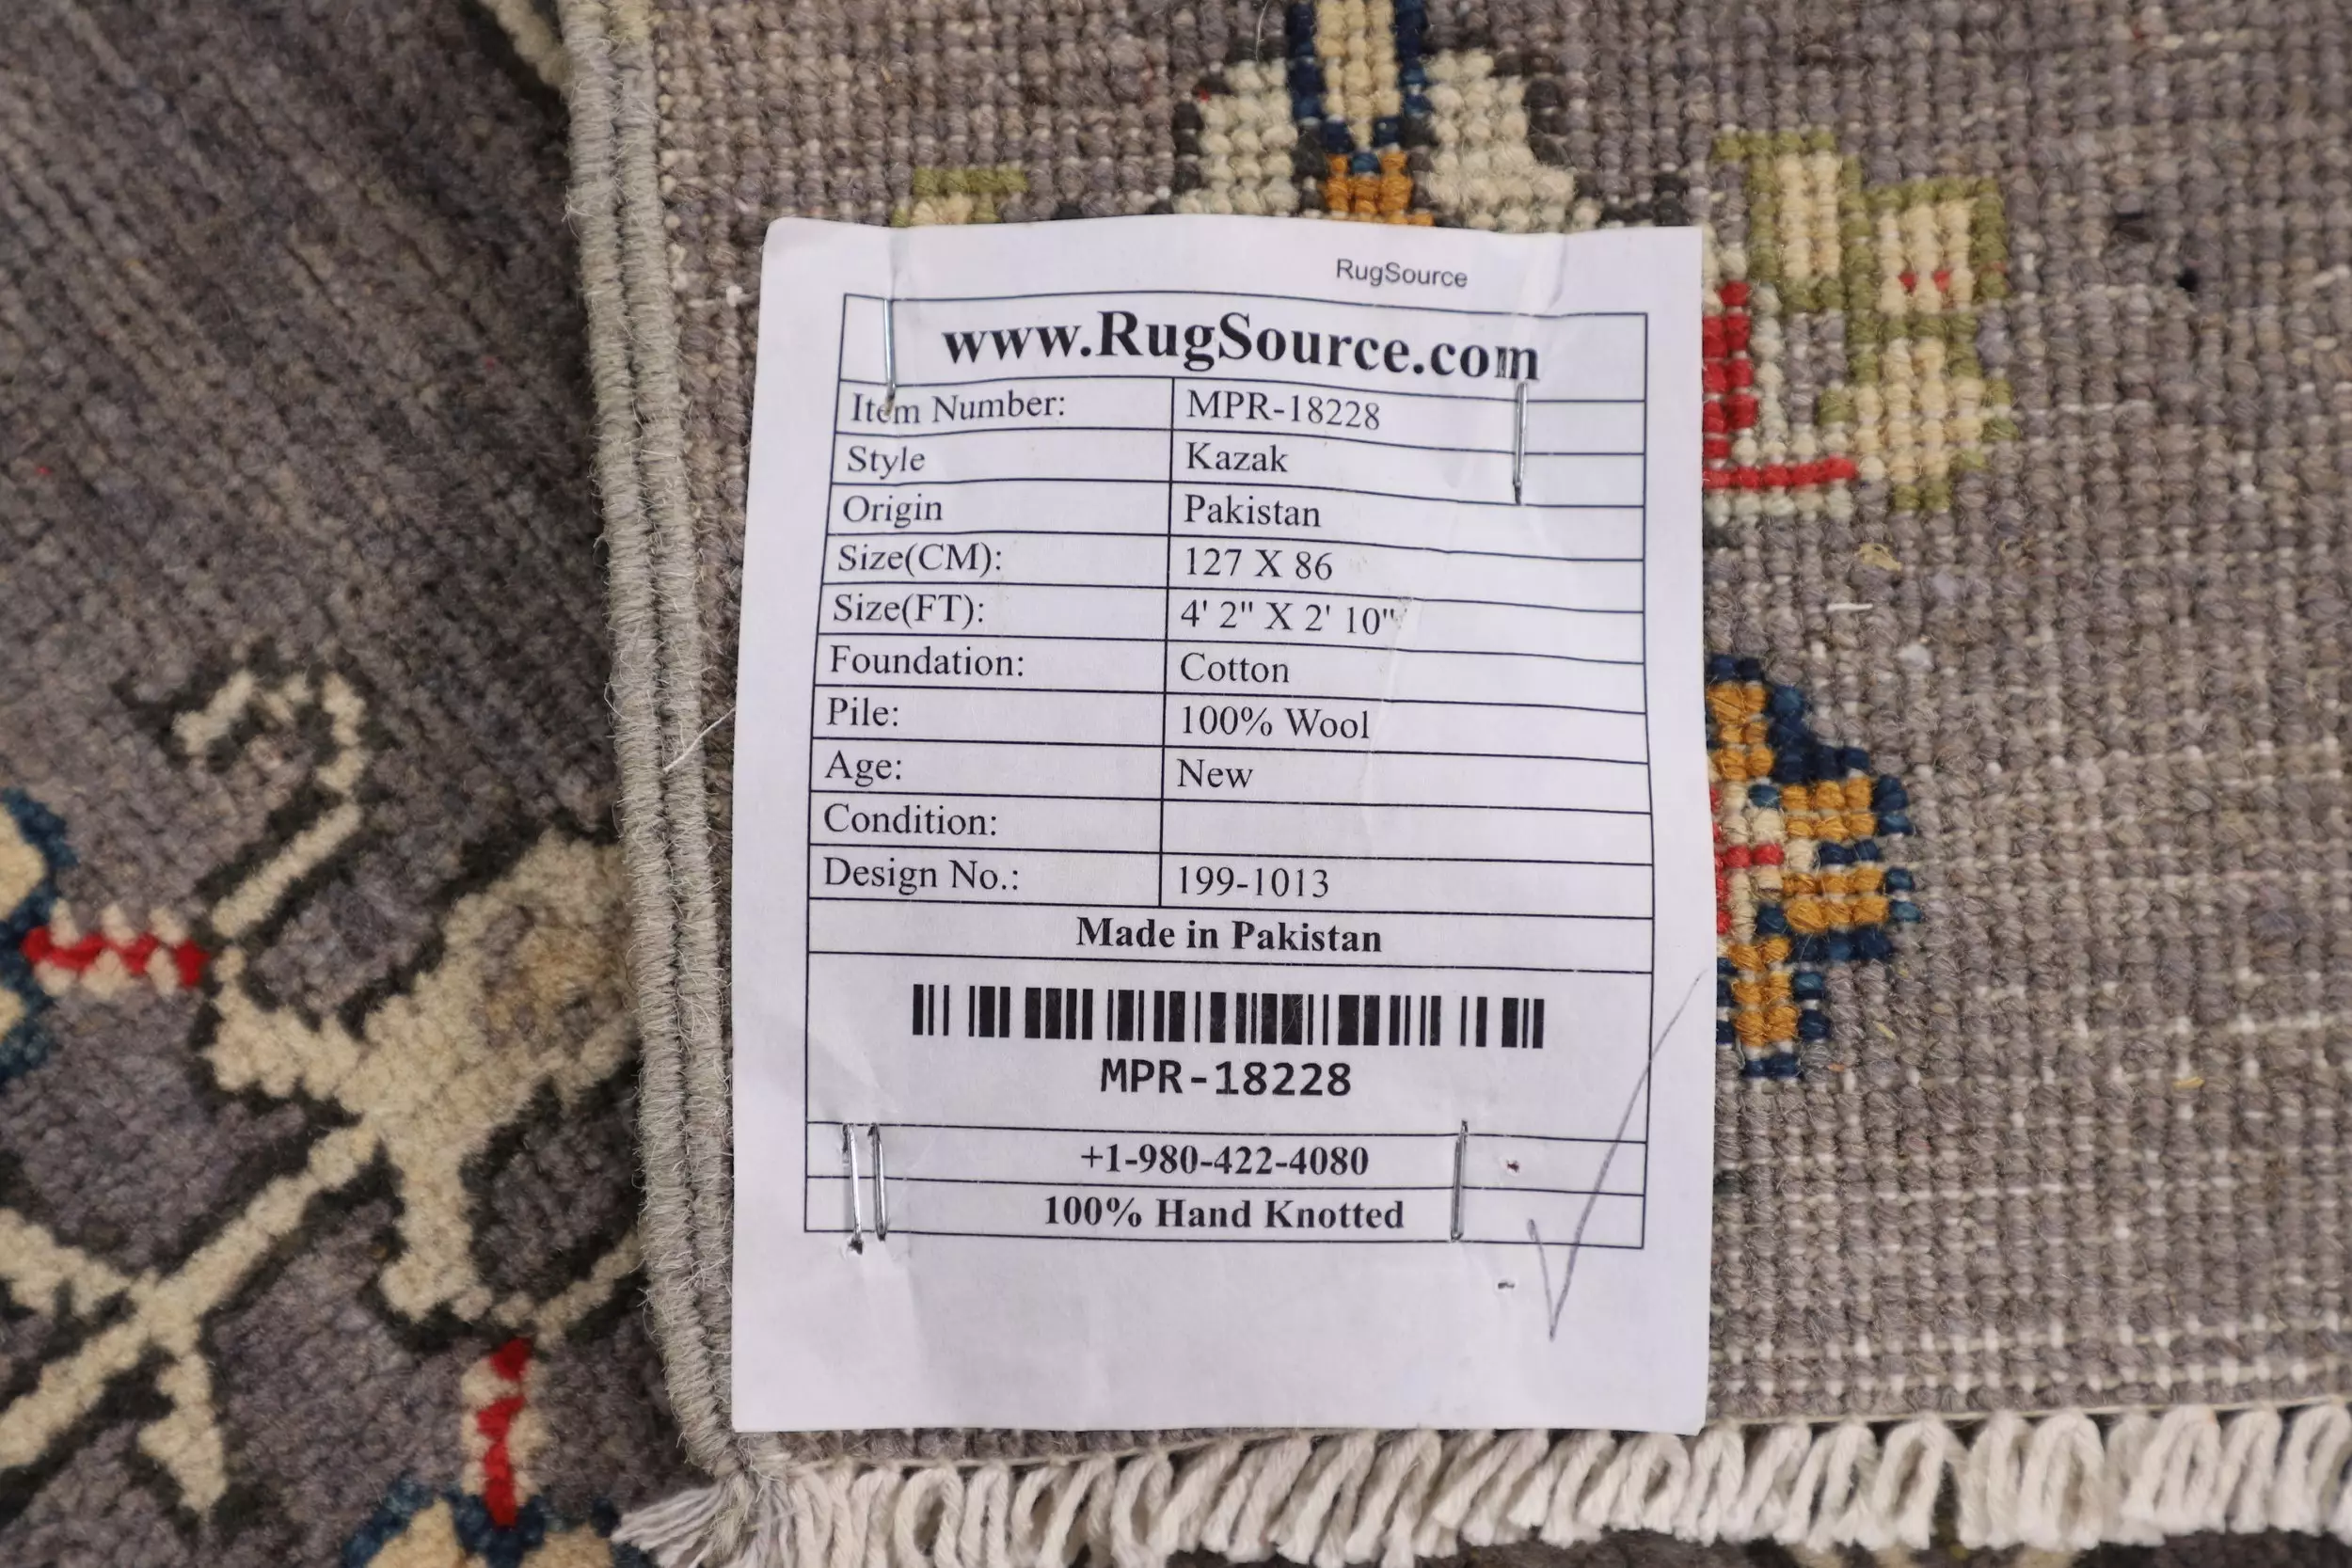 RugSource
www.RugSource.com
Item Number: MPR-18228
Style Kazak
Origin Pakistan
Size(CM): 127 X 86
Size(FT): 4' 2" X 2' 10"
Foundation: Cotton
Pile: 100% Wool
Age: New
Condition:
Design No.: 199-1013
Made in Pakistan
MPR-18228
+1-980-422-4080
100% Hand Knotted